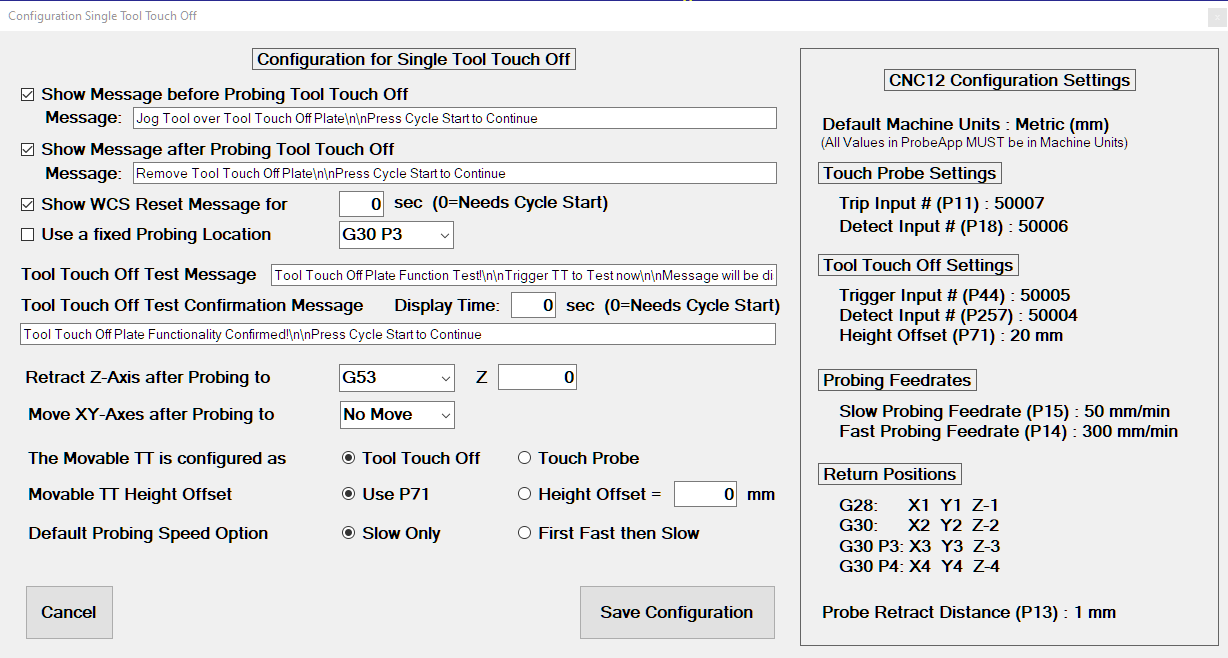 Configuration Single Tool Touch Off
x
Configuration for Single Tool Touch Off
Show Message before Probing Tool Touch Off
Message: Jog Tool over Tool Touch Off Plate\n\nPress Cycle Start to Continue
Show Message after Probing Tool Touch Off
Message: Remove Tool Touch Off Plate\n\nPress Cycle Start to Continue
Show WCS Reset Message for 0 sec (0=Needs Cycle Start)
Use a fixed Probing Location G30 P3
Tool Touch Off Test Message Tool Touch Off Plate Function Test!\n\nTrigger TT to Test now\n\nMessage will be di
Tool Touch Off Test Confirmation Message Display Time: 0 sec (0=Needs Cycle Start)
Tool Touch Off Plate Functionality Confirmed!\n\nPress Cycle Start to Continue
Retract Z-Axis after Probing to G53 Z 0
Move XY-Axes after Probing to No Move
The Movable TT is configured as Tool Touch Off Touch Probe
Movable TT Height Offset Use P71 Height Offset = 0 mm
Default Probing Speed Option Slow Only First Fast then Slow
Cancel Save Configuration
CNC12 Configuration Settings
Default Machine Units : Metric (mm)
(All Values in ProbeApp MUST be in Machine Units)
Touch Probe Settings
Trip Input # (P11) : 50007
Detect Input # (P18) : 50006
Tool Touch Off Settings
Trigger Input # (P44) : 50005
Detect Input # (P257) : 50004
Height Offset (P71) : 20 mm
Probing Feedrates
Slow Probing Feedrate (P15) : 50 mm/min
Fast Probing Feedrate (P14) : 300 mm/min
Return Positions
G28: X1 Y1 Z-1
G30: X2 Y2 Z-2
G30 P3: X3 Y3 Z-3
G30 P4: X4 Y4 Z-4
Probe Retract Distance (P13) : 1 mm